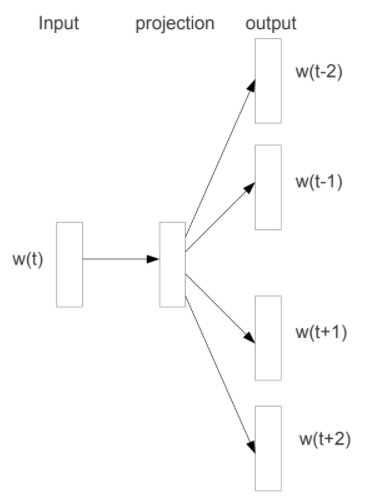 Input projection output
w(t-2)
w(t-1)
w(t)
w(t+1)
w(t+2)